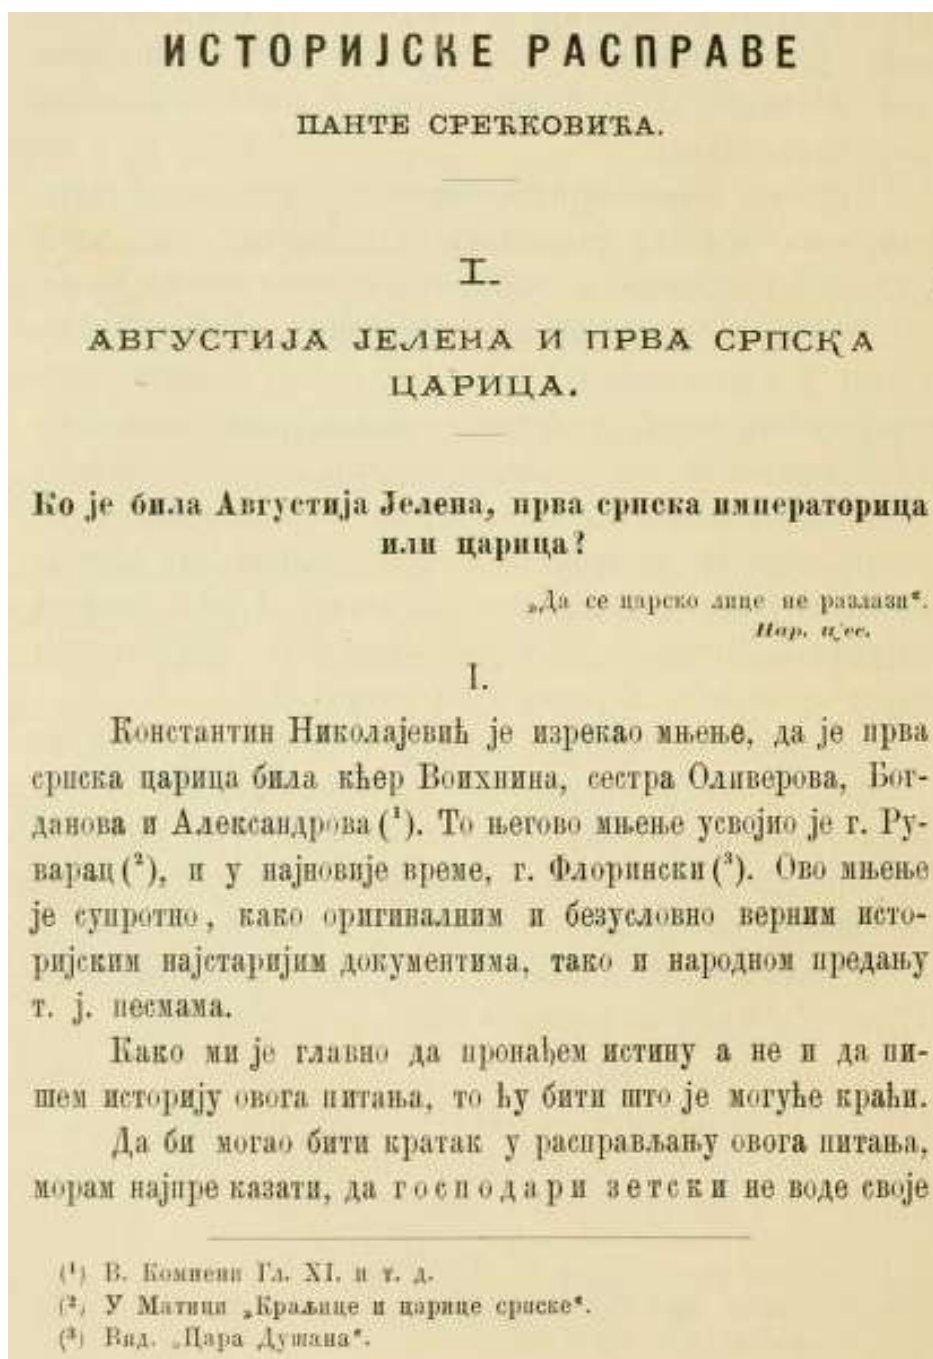 ИСТОРИЈСКЕ РАСПРАВЕ
ПАНТЕ СРЕЋКОВИЋА.
I.
АВГУСТИЈА ЈЕЛЕНА И ПРВА СРПСКА
ЦАРИЦА.
Ко је била Августија Јелена, прва српска императорица
или царица?
„Да се царско лице не разлази“.
Нар. пјес.
I.
Константин Николајевић је изрекао мњење, да је прва
српска царица била кћер Воихнина, сестра Оливерова, Бог-
данова и Александрова (¹). То његово мњење усвојио је г. Ру-
варац (²), и у најновије време, г. Флорински (³). Ово мњење
је супротно, како оригиналним и безусловно верним исто-
ријским најстаријим документима, тако и народном предању
т. ј. песмама.
Како ми је главно да пронађем истину а не и да пи-
шем историју овога питања, то ћу бити што је могуће краћи.
Да би могао бити кратак у расправљању овога питања,
морам најпре казати, да господари зетски не воде своје
(¹) В. Комнени Гл. XI. и т. д.
(²) У Матици „Краљице и царице српске“.
(³) Вид. „Цара Душана“.